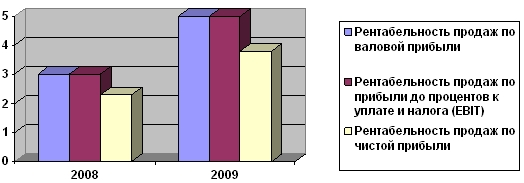 5
4
3
2
1
0
2008
2009
Рентабельность продаж по
валовой прибыли
Рентабельность продаж по
прибыли до процентов к
уплате и налога (EBIT)
Рентабельность продаж по
чистой прибыли